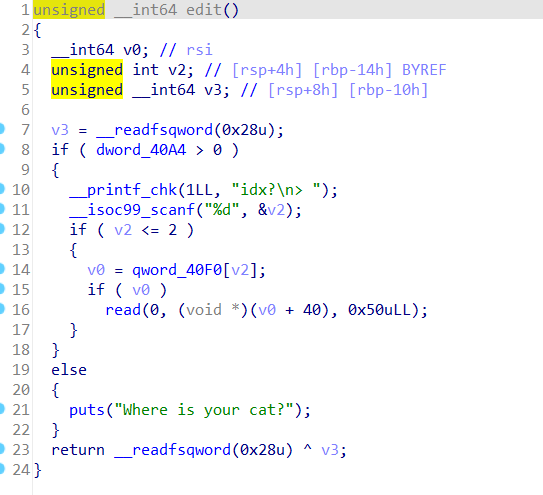 1 unsigned __int64 edit()
2 {
3   __int64 v0; // rsi
4   unsigned int v2; // [rsp+4h] [rbp-14h] BYREF
5   unsigned __int64 v3; // [rsp+8h] [rbp-10h]
6
7   v3 = __readfsqword(0x28u);
8   if ( dword_40A4 > 0 )
9   {
10     __printf_chk(1LL, "idx?\n> ");
11     __isoc99_scanf("%d", &v2);
12     if ( v2 <= 2 )
13     {
14       v0 = qword_40F0[v2];
15       if ( v0 )
16         read(0, (void *)(v0 + 40), 0x50uLL);
17     }
18   }
19   else
20   {
21     puts("Where is your cat?");
22   }
23   return __readfsqword(0x28u) ^ v3;
24 }